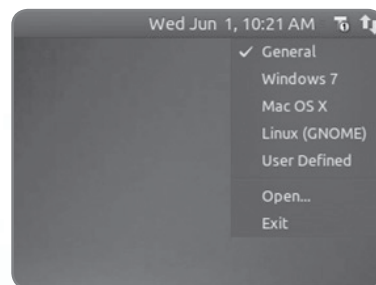 Wed Jun 1, 10:21 AM
✓ General
Windows 7
Mac OS X
Linux (GNOME)
User Defined
Open...
Exit